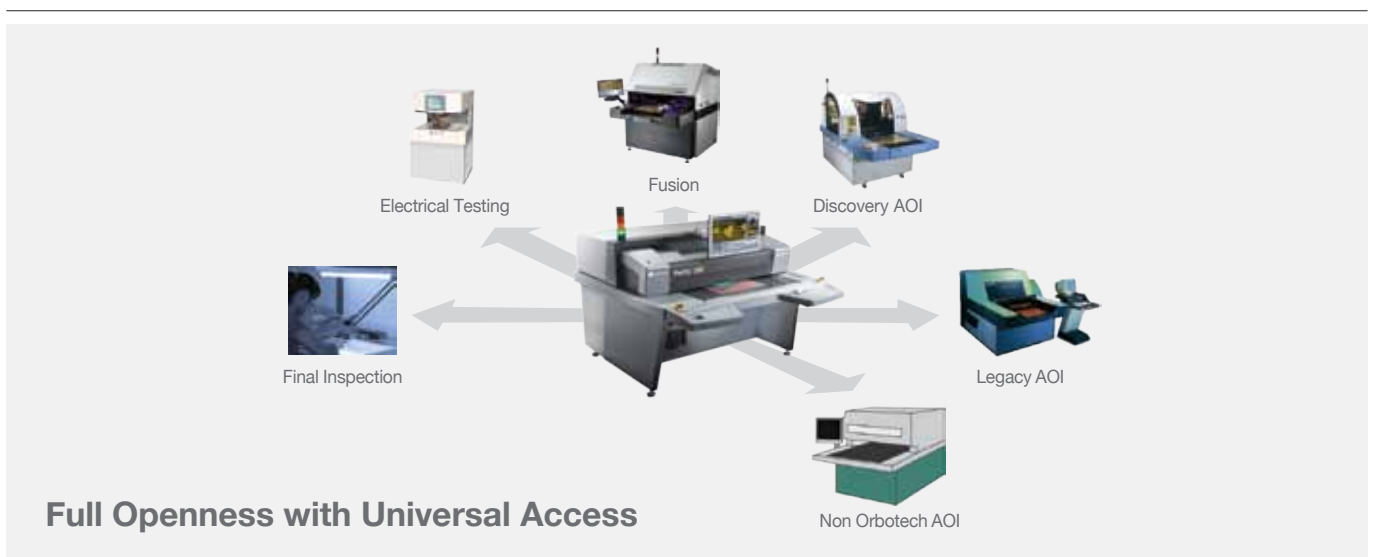 Fusion
Electrical Testing
Discovery AOI
Final Inspection
Legacy AOI
Non Orbotech AOI
Full Openness with Universal Access